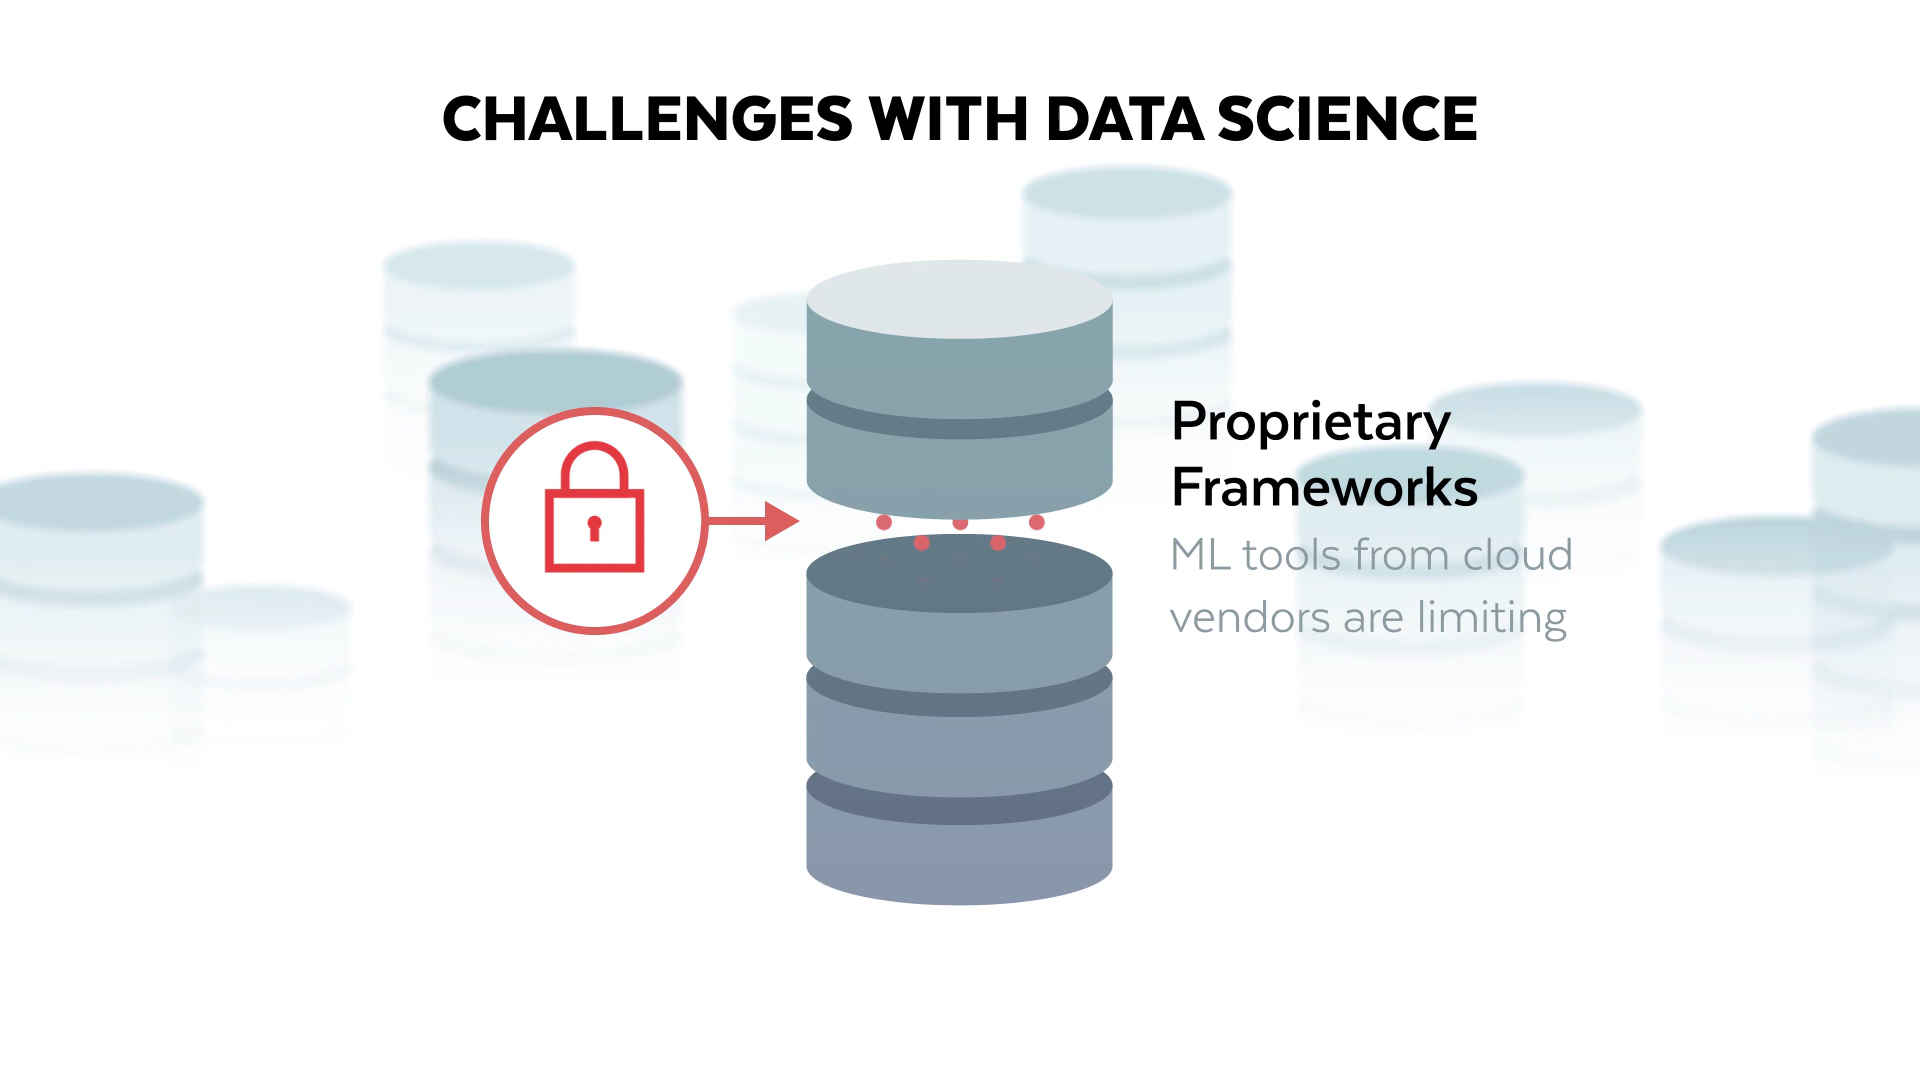 CHALLENGES WITH DATA SCIENCE
Proprietary
Frameworks
ML tools from cloud
vendors are limiting